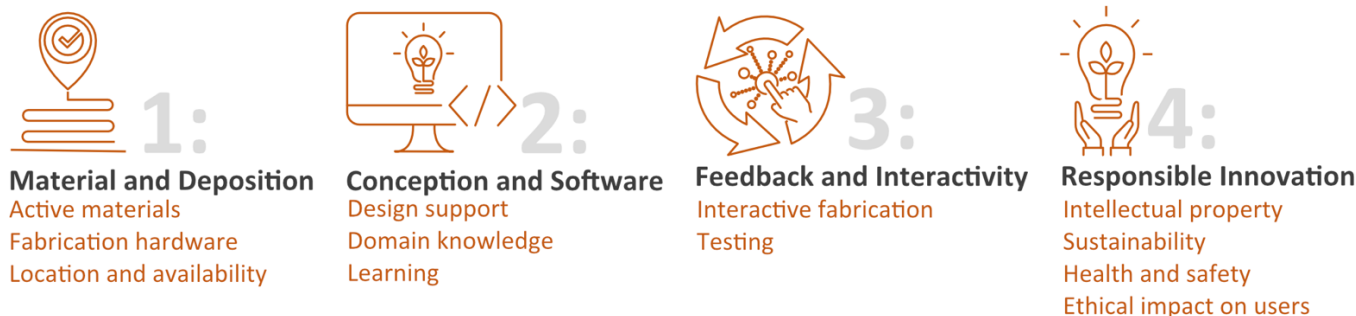 1:
Material and Deposition
Active materials
Fabrication hardware
Location and availability
2:
Conception and Software
Design support
Domain knowledge
Learning
3:
Feedback and Interactivity
Interactive fabrication
Testing
4:
Responsible Innovation
Intellectual property
Sustainability
Health and safety
Ethical impact on users